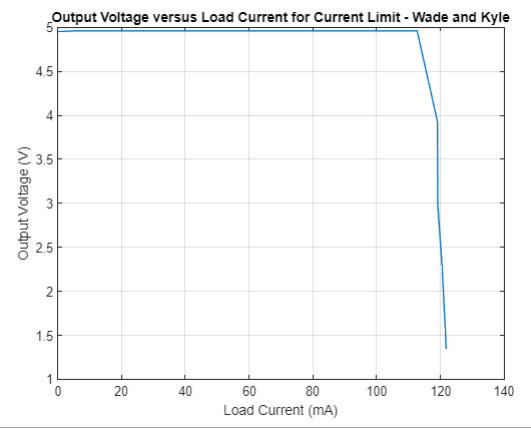 Output Voltage versus Load Current for Current Limit - Wade and Kyle
5
4.5
4
3.5
3
2.5
2
1.5
1
Output Voltage (V)
0 20 40 60 80 100 120 140
Load Current (mA)